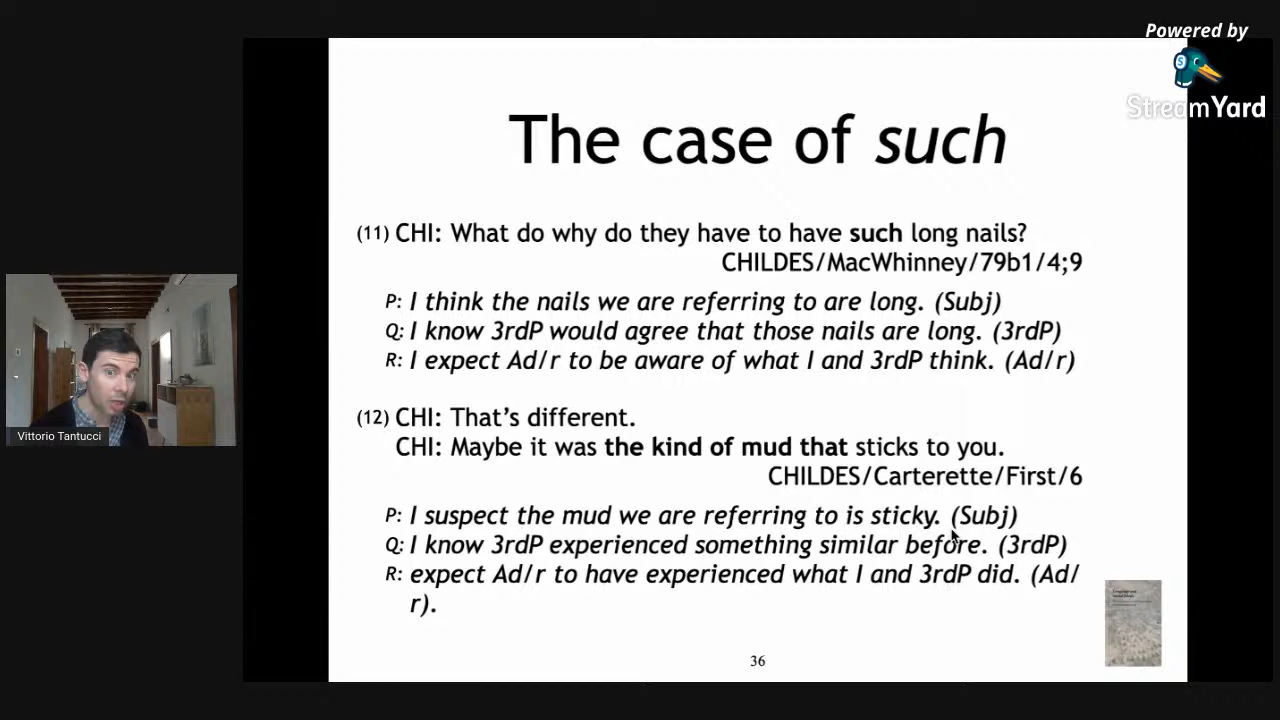 Powered by
StreamYard
The case of such
(11) CHI: What do why do they have to have such long nails?
CHILDES/MacWhinney/79b1/4;9
P: I think the nails we are referring to are long. (Subj)
Q: I know 3rdP would agree that those nails are long. (3rdP)
R: I expect Ad/r to be aware of what I and 3rdP think. (Ad/r)
(12) CHI: That's different.
CHI: Maybe it was the kind of mud that sticks to you.
CHILDES/Carterette/First/6
P: I suspect the mud we are referring to is sticky. (Subj)
Q: I know 3rdP experienced something similar before. (3rdP)
R: expect Ad/r to have experienced what I and 3rdP did. (Ad/
r).
36
Vittorio Tantucci